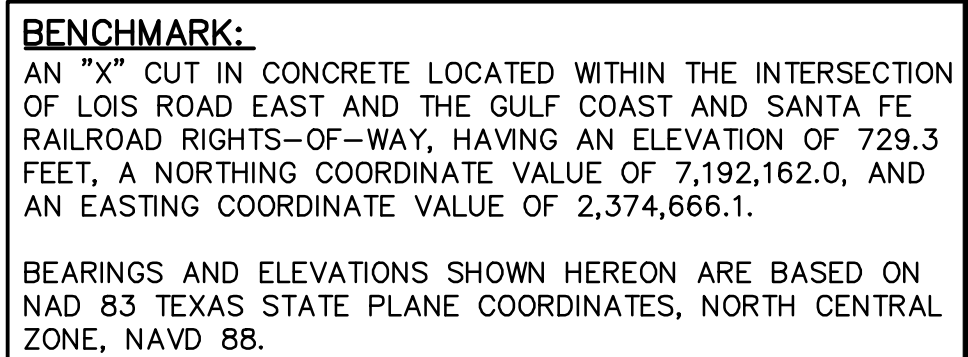 BENCHMARK:
AN "X" CUT IN CONCRETE LOCATED WITHIN THE INTERSECTION
OF LOIS ROAD EAST AND THE GULF COAST AND SANTA FE
RAILROAD RIGHTS-OF-WAY, HAVING AN ELEVATION OF 729.3
FEET, A NORTHING COORDINATE VALUE OF 7,192,162.0, AND
AN EASTING COORDINATE VALUE OF 2,374,666.1.
BEARINGS AND ELEVATIONS SHOWN HEREON ARE BASED ON
NAD 83 TEXAS STATE PLANE COORDINATES, NORTH CENTRAL
ZONE, NAVD 88.